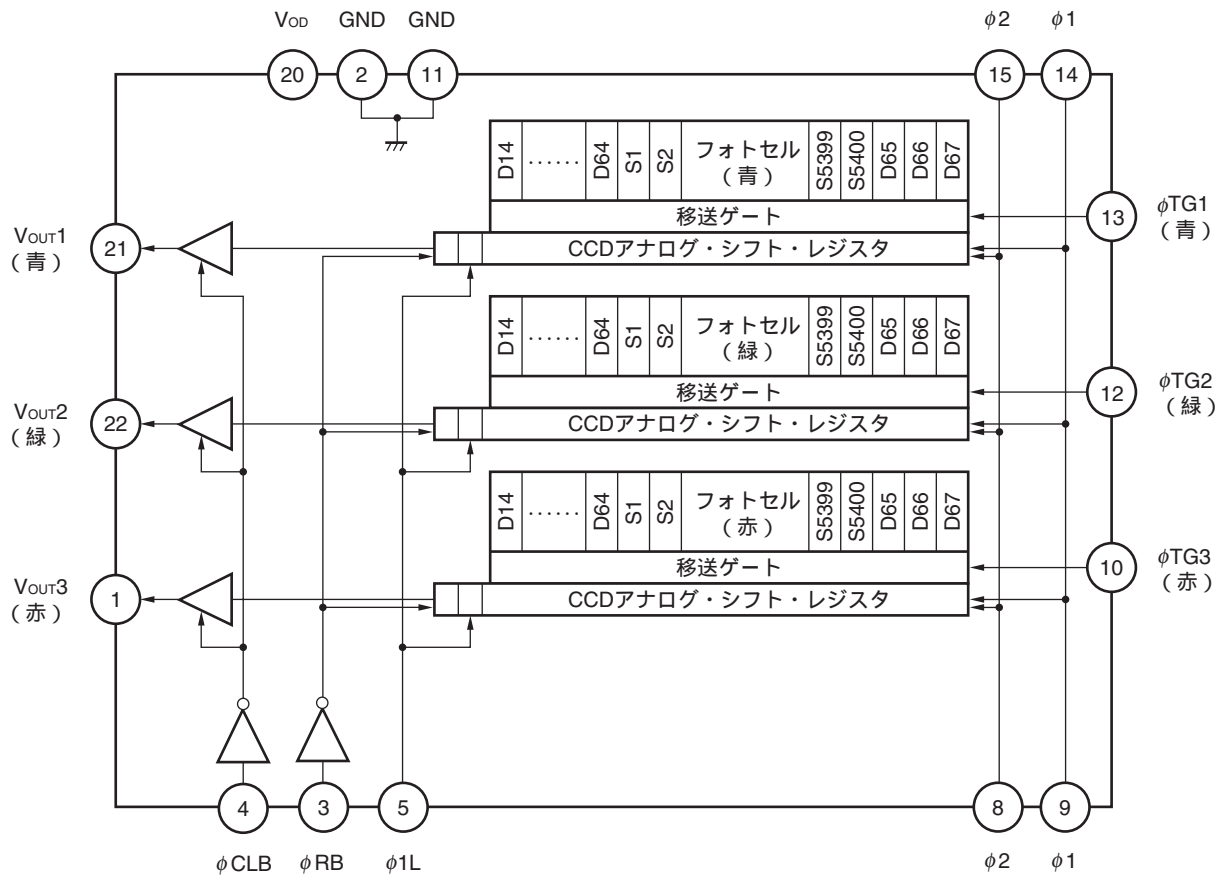 VOD GND GND φ2 φ1
20 2 11 15 14
D14 …… D64 S1 S2 フォトセル（青） S5399 S5400 D65 D66 D67
移送ゲート
13 φTG1（青）
VOUT1（青） 21
CCDアナログ・シフト・レジスタ
D14 …… D64 S1 S2 フォトセル（緑） S5399 S5400 D65 D66 D67
移送ゲート
12 φTG2（緑）
VOUT2（緑） 22
CCDアナログ・シフト・レジスタ
D14 …… D64 S1 S2 フォトセル（赤） S5399 S5400 D65 D66 D67
移送ゲート
10 φTG3（赤）
VOUT3（赤） 1
CCDアナログ・シフト・レジスタ
4 3 5 8 9
φCLB φRB φ1L φ2 φ1